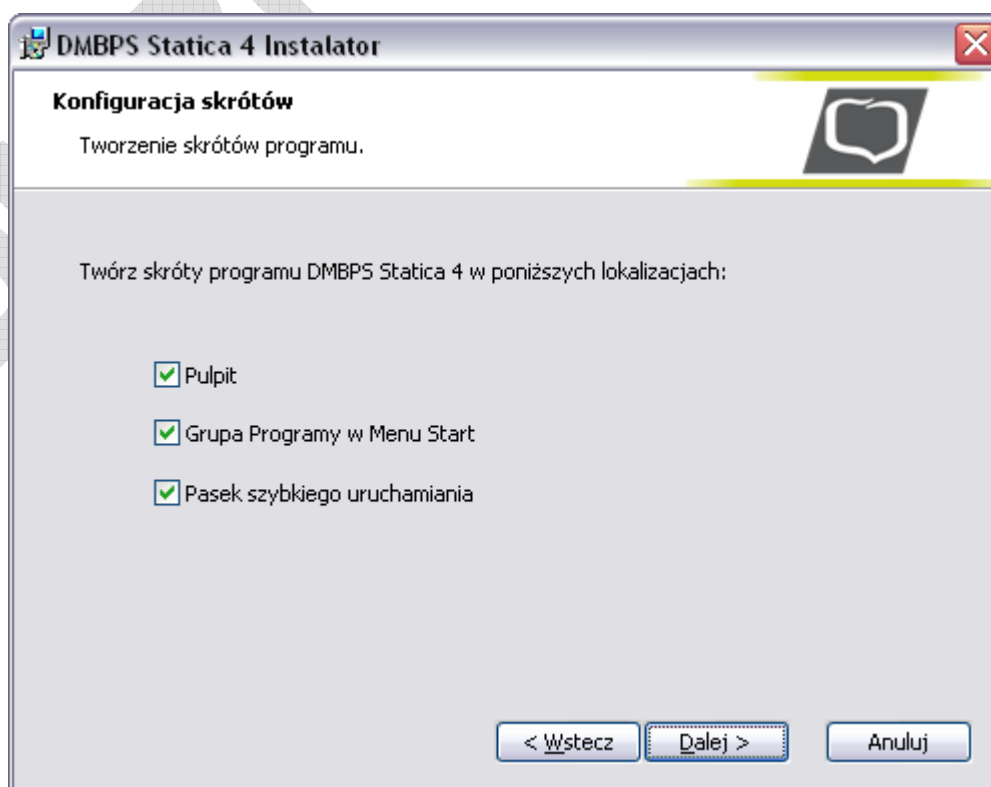 DMBPS Statica 4 Instalator
Konfiguracja skrótów
Tworzenie skrótów programu.
Twórz skróty programu DMBPS Statica 4 w poniższych lokalizacjach:
Pulpit
Grupa Programy w Menu Start
Pasek szybkiego uruchamiania
< Wstecz Dalej > Anuluj